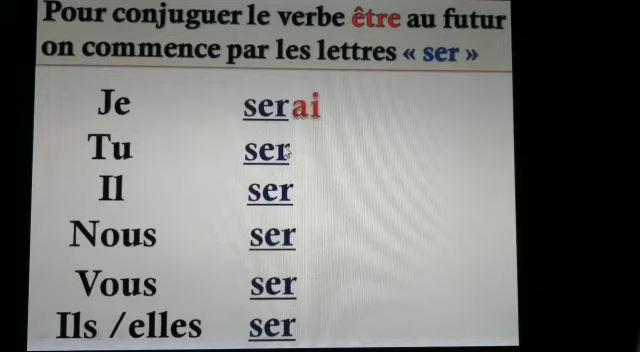 Pour conjuguer le verbe être au futur
on commence par les lettres « ser »
Je serai
Tu ser
Il ser
Nous ser
Vous ser
Ils /elles ser